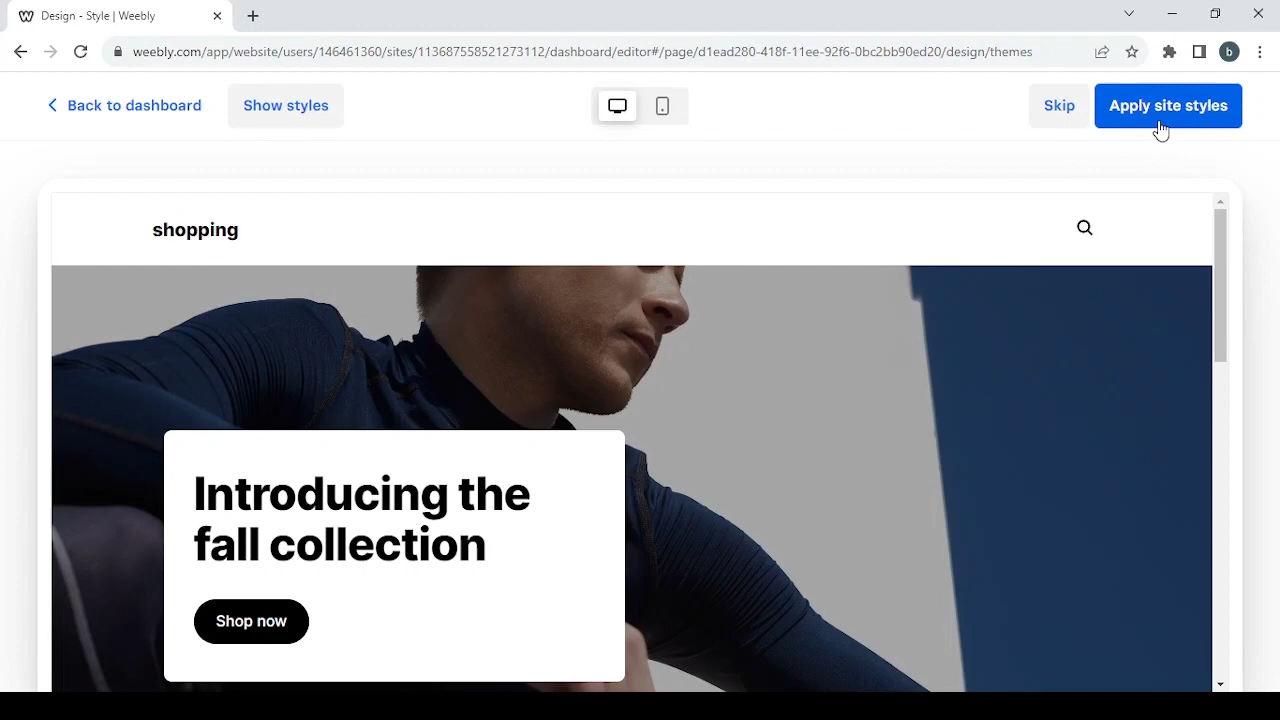 Design - Style | Weebly
weebly.com/app/website/users/146461360/sites/113687558521273112/dashboard/editor#/page/d1ead280-418f-11ee-92f6-0bc2bb90ed20/design/themes
b
Back to dashboard
Show styles
Skip
Apply site styles
shopping
Introducing the
fall collection
Shop now